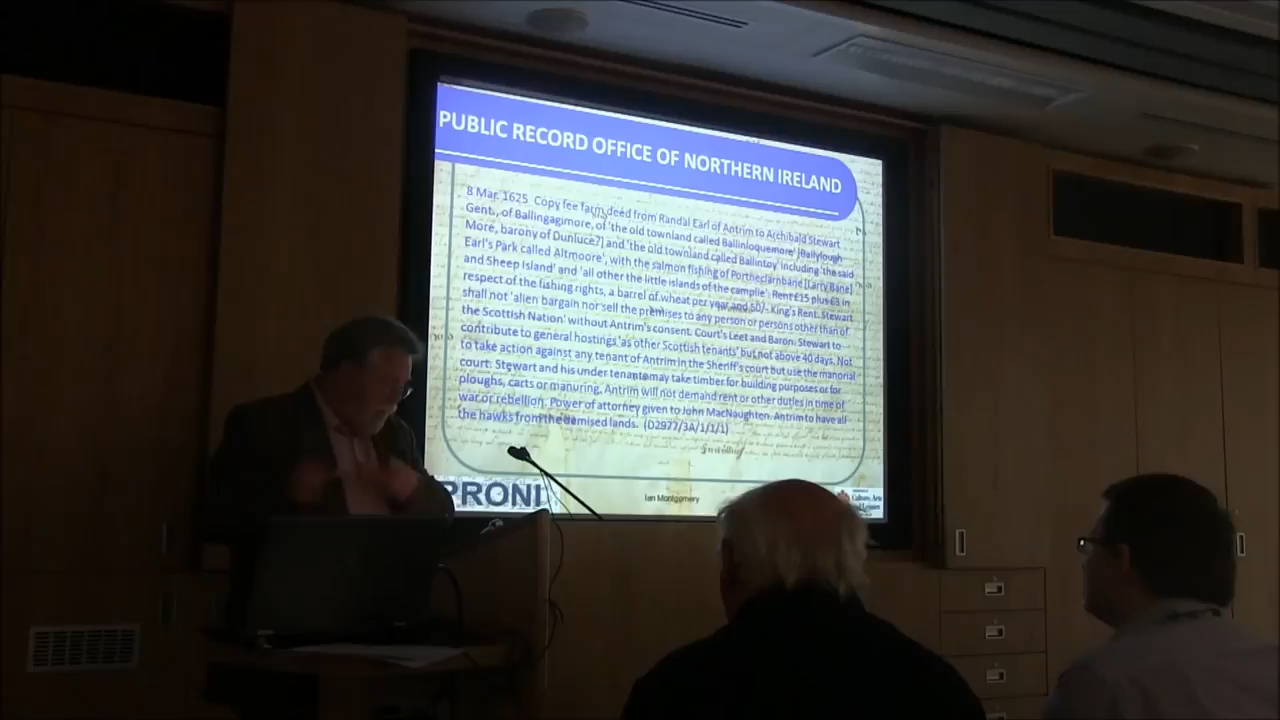 PUBLIC RECORD OFFICE OF NORTHERN IRELAND
8 Mar. 1625 Copy fee farm deed from Randal Earl of Antrim to Archibald Stewart
Gent., of Ballingagimore, of 'the old townland called Ballinloquemore' [Ballylough
More, barony of Dunluce?] and 'the old townland called Ballintoy' including 'the said
Earl's Park called Altmoore', with the salmon fishing of Portneclarnbane [Larry Bane]
and Sheep Island' and 'all other the little islands of the camplie'. Rent £15 plus £3 in
respect of the fishing rights, a barrel of wheat per year and 50/- King's Rent. Stewart
shall not 'alien bargain nor sell the premises to any person or persons other than of
the Scottish Nation' without Antrim's consent. Court's Leet and Baron. Stewart to
contribute to general hostings 'as other Scottish tenants' but not above 40 days. Not
to take action against any tenant of Antrim in the Sheriff's court but use the manorial
court. Stewart and his under tenants may take timber for building purposes or for
ploughs, carts or manuring. Antrim will not demand rent or other duties in time of
war or rebellion. Power of attorney given to John MacNaughten. Antrim to have all
the hawks from the demised lands. (D2977/3A/1/1/1)
PRONI
Ian Montgomery
Culture, Arts
and Leisure